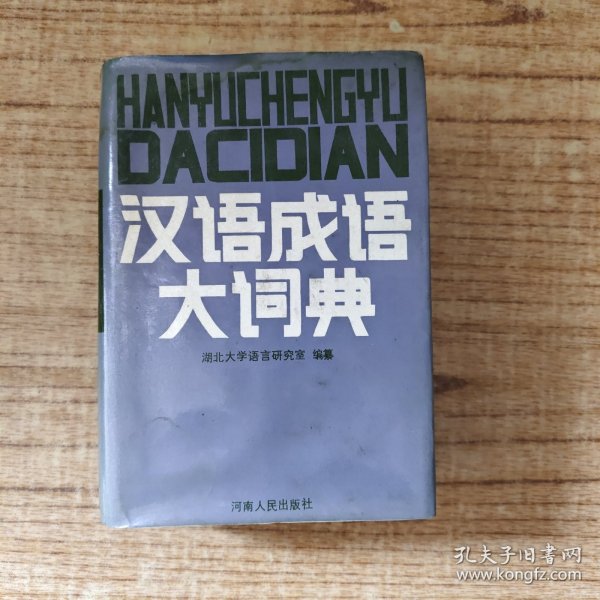 HANYUCHENGYU
DACIDIAN
汉语成语
大词典
湖北大学语言研究室 编纂
河南人民出版社
孔夫子旧书网
www.kongfz.com